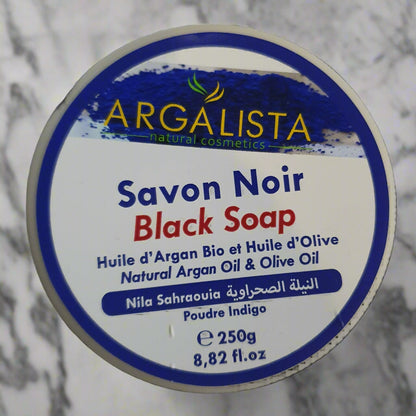 ARGALISTA
natural cosmetics
Savon Noir
Black Soap
Huile d'Argan Bio et Huile d'Olive
Natural Argan Oil & Olive Oil
Nila Sahraouia النيلة الصحراوية
Poudre Indigo
℮ 250g
8,82 fl.oz